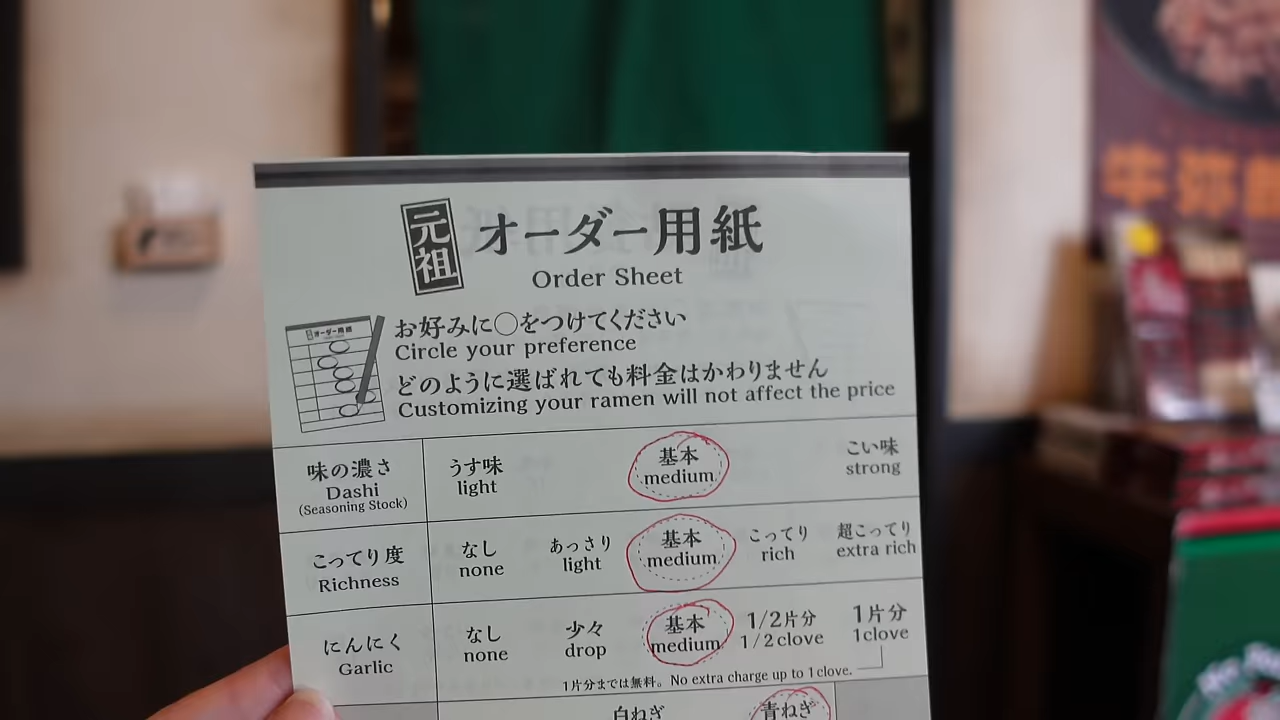 元祖 オーダー用紙
Order Sheet
オーダー用紙
お好みに○をつけてください
Circle your preference
どのように選ばれても料金はかわりません
Customizing your ramen will not affect the price
味の濃さ うす味 基本 こい味
Dashi light medium strong
(Seasoning Stock)
こってり度 なし あっさり 基本 こってり 超こってり
Richness none light medium rich extra rich
にんにく なし 少々 基本 1/2片分 1片分
Garlic none drop medium 1/2 clove 1clove
1片分までは無料。No extra charge up to 1clove.
白ねぎ 青ねぎ